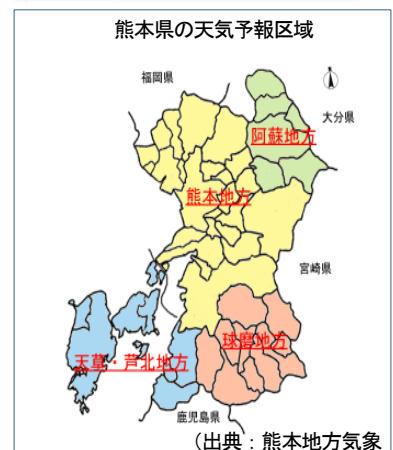 熊本県の天気予報区域
福岡県
大分県
阿蘇地方
熊本地方
宮崎県
球磨地方
天草・芦北地方
鹿児島県
（出典：熊本地方気象